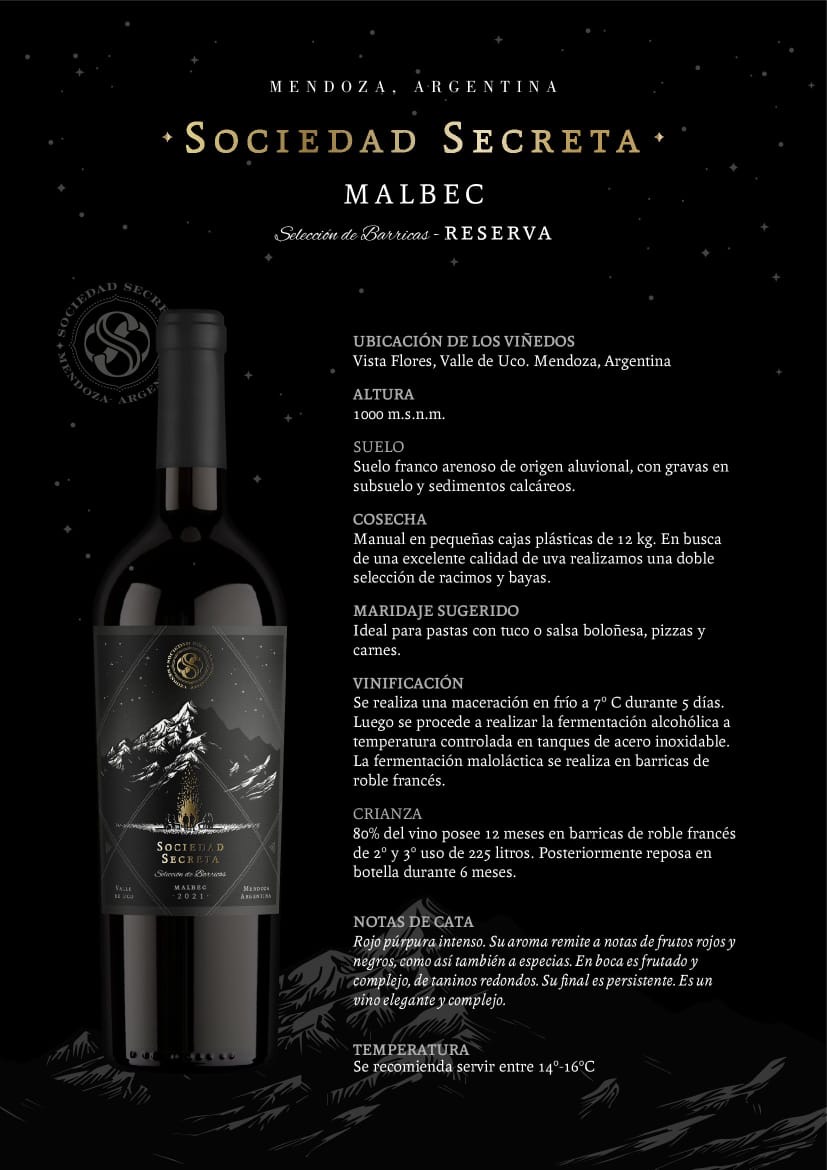 MENDOZA, ARGENTINA
SOCIEDAD SECRETA
MALBEC
Selección de Barricas - RESERVA
SOCIEDAD SECRE
MENDOZA · ARGEN
UBICACIÓN DE LOS VIÑEDOS
Vista Flores, Valle de Uco. Mendoza, Argentina
ALTURA
1000 m.s.n.m.
SUELO
Suelo franco arenoso de origen aluvional, con gravas en
subsuelo y sedimentos calcáreos.
COSECHA
Manual en pequeñas cajas plásticas de 12 kg. En busca
de una excelente calidad de uva realizamos una doble
selección de racimos y bayas.
MARIDAJE SUGERIDO
Ideal para pastas con tuco o salsa boloñesa, pizzas y
carnes.
VINIFICACIÓN
Se realiza una maceración en frío a 7º C durante 5 días.
Luego se procede a realizar la fermentación alcohólica a
temperatura controlada en tanques de acero inoxidable.
La fermentación maloláctica se realiza en barricas de
roble francés.
CRIANZA
80% del vino posee 12 meses en barricas de roble francés
de 2º y 3º uso de 225 litros. Posteriormente reposa en
botella durante 6 meses.
NOTAS DE CATA
Rojo púrpura intenso. Su aroma remite a notas de frutos rojos y
negros, como así también a especias. En boca es frutado y
complejo, de taninos redondos. Su final es persistente. Es un
vino elegante y complejo.
TEMPERATURA
Se recomienda servir entre 14º-16ºC
SOCIEDAD SECRETA
MENDOZA ARGENTINA
SOCIEDAD
SECRETA
Selección de Barricas
VALLE
DE UCO
MALBEC
· 2021 ·
MENDOZA
ARGENTINA